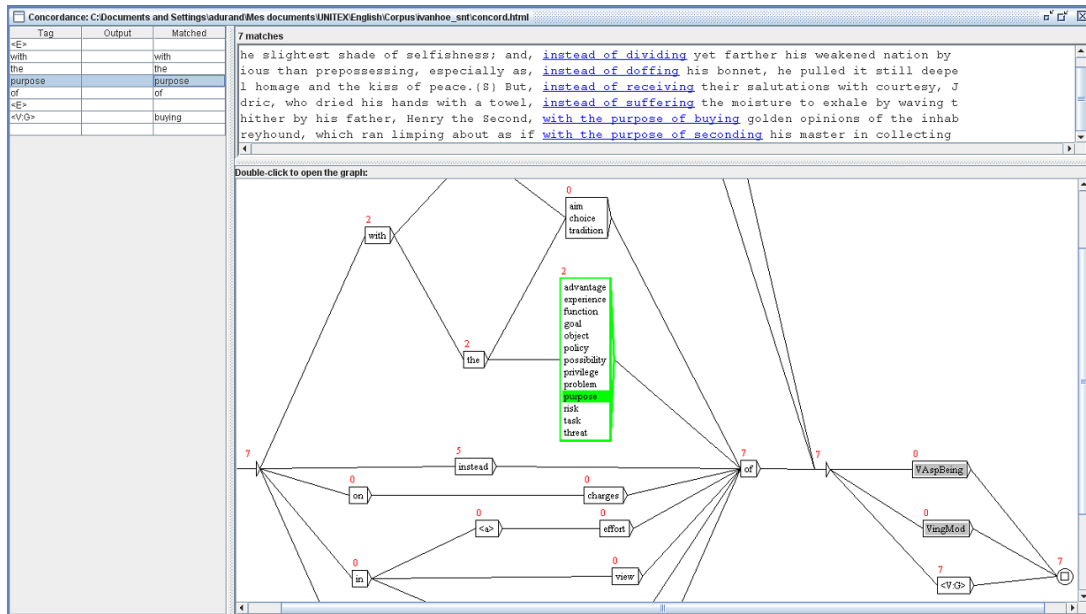 Concordance: C:\Documents and Settings\adurand\Mes documents\UNITEX\English\Corpus\ivanhoe_snt\concord.html
Tag Output Matched
<E>
with with
the the
purpose purpose
of of
<E>
<V:G> buying
7 matches
he slightest shade of selfishness; and, instead of dividing yet farther his weakened nation by
ious than prepossessing, especially as, instead of doffing his bonnet, he pulled it still deepe
l homage and the kiss of peace.{S} But, instead of receiving their salutations with courtesy, J
dric, who dried his hands with a towel, instead of suffering the moisture to exhale by waving t
hither by his father, Henry the Second, with the purpose of buying golden opinions of the inhab
reyhound, which ran limping about as if with the purpose of seconding his master in collecting
Double-click to open the graph:
0
aim
choice
tradition
2
with
2
advantage
experience
function
goal
object
policy
possibility
privilege
problem
purpose
risk
task
threat
2
the
7
5
instead
7
of
7
0
VAspBeing
0
on
0
charges
0
<a>
0
effort
0
VingMod
0
in
0
view
7
<V:G>
7